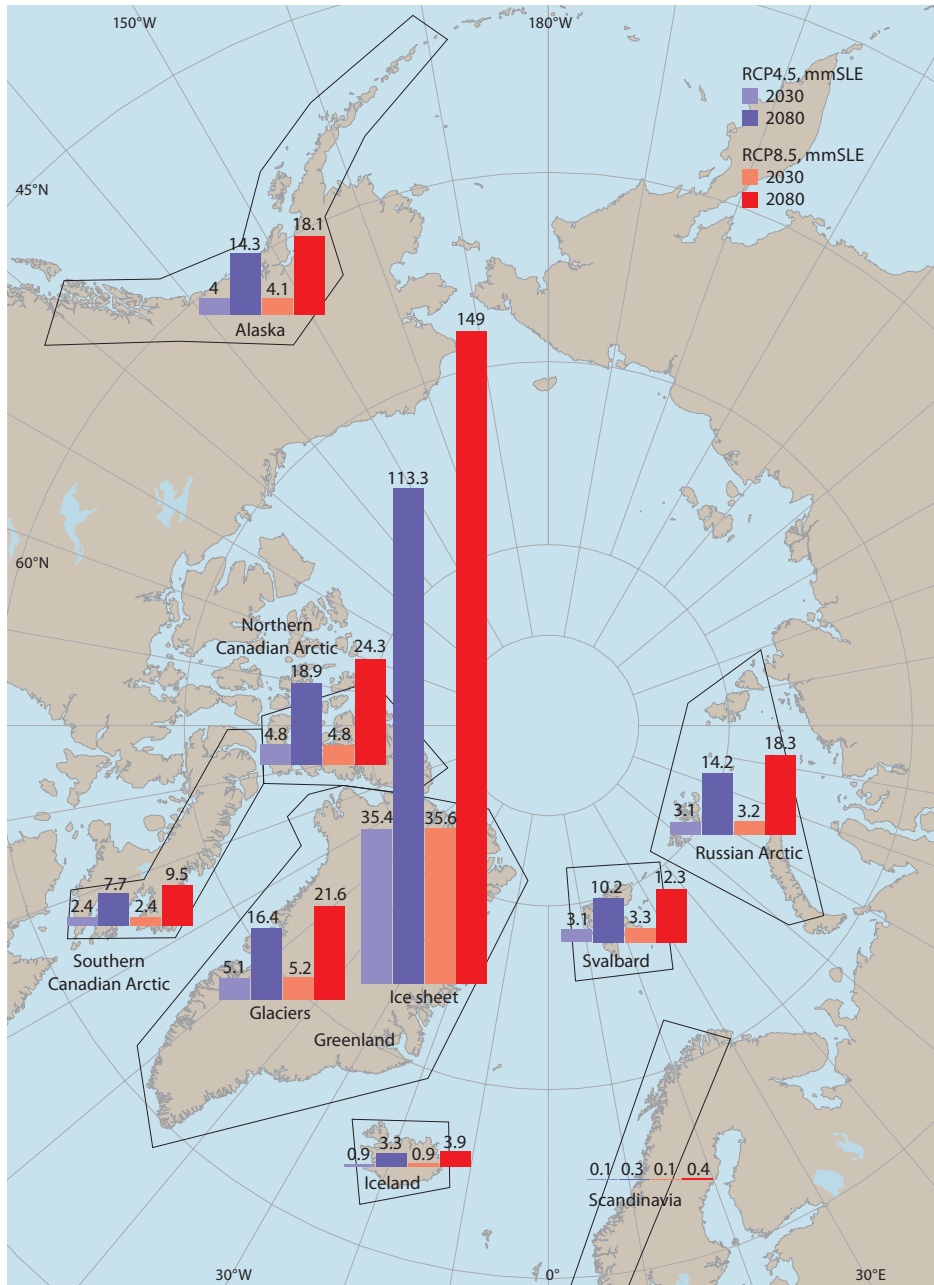 150°W
180°W
RCP4.5, mmSLE
2030
2080
RCP8.5, mmSLE
2030
2080
45°N
4
14.3
4.1
18.1
Alaska
149
113.3
60°N
Northern
Canadian Arctic
4.8
18.9
4.8
24.3
35.4
35.6
3.1
14.2
3.2
18.3
Russian Arctic
2.4
7.7
2.4
9.5
Southern
Canadian Arctic
5.1
16.4
5.2
21.6
Glaciers
Ice sheet
Greenland
3.1
10.2
3.3
12.3
Svalbard
0.9
3.3
0.9
3.9
Iceland
0.1
0.3
0.1
0.4
Scandinavia
30°W
0°
30°E